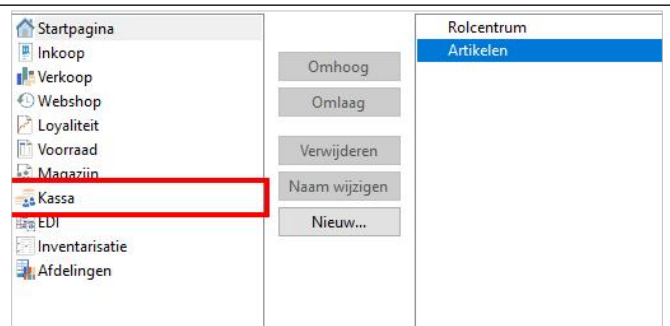 Startpagina
Inkoop
Verkoop
Webshop
Loyaliteit
Voorraad
Magazijn
Kassa
EDI
Inventarisatie
Afdelingen
Omhoog
Omlaag
Verwijderen
Naam wijzigen
Nieuw...
Rolcentrum
Artikelen